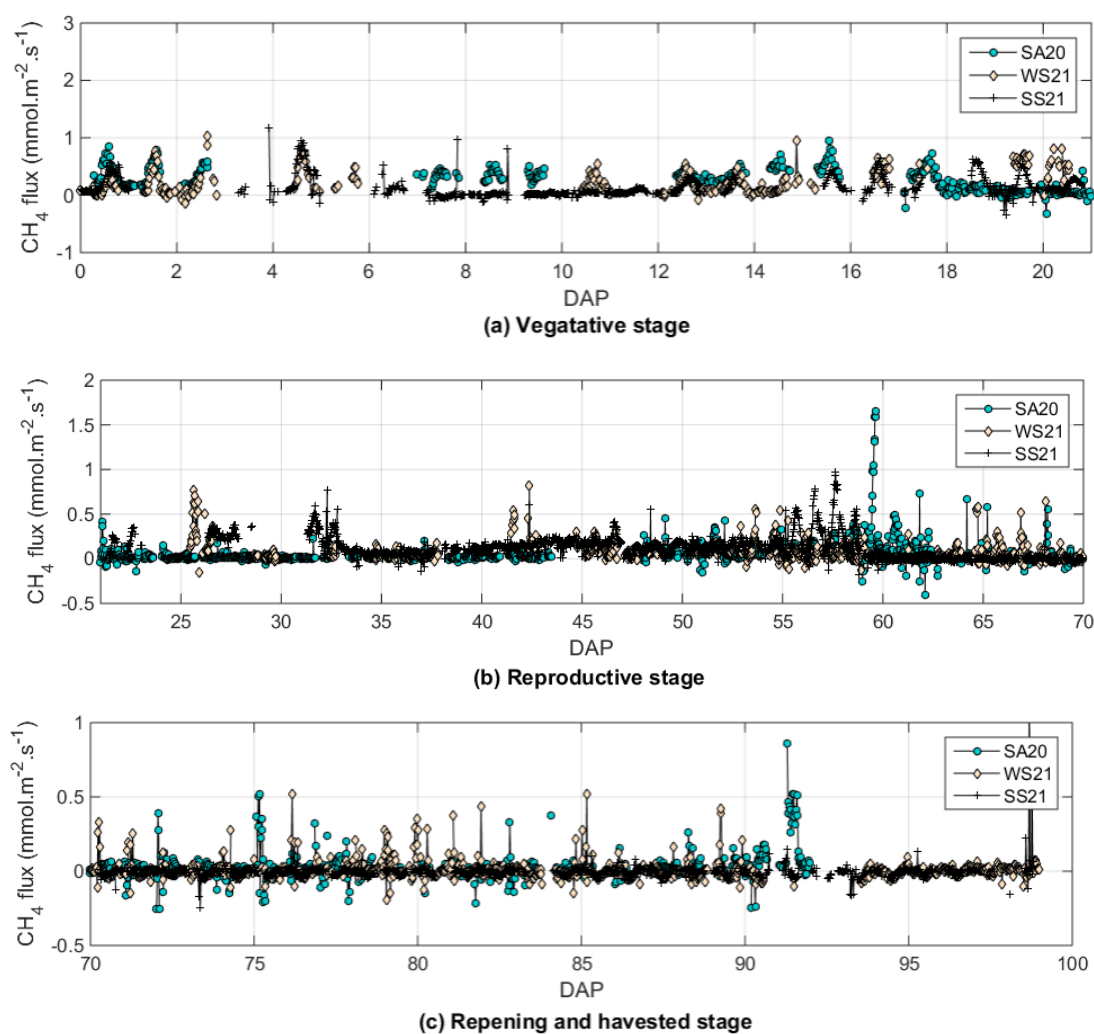 3
2
1
0
-1
CH4 flux (mmol.m-2.s-1)
SA20
WS21
SS21
0 2 4 6 8 10 12 14 16 18 20
DAP
(a) Vegatative stage
2
1.5
1
0.5
0
-0.5
CH4 flux (mmol.m-2.s-1)
SA20
WS21
SS21
25 30 35 40 45 50 55 60 65 70
DAP
(b) Reproductive stage
1
0.5
0
-0.5
CH4 flux (mmol.m-2.s-1)
SA20
WS21
SS21
70 75 80 85 90 95 100
DAP
(c) Repening and havested stage